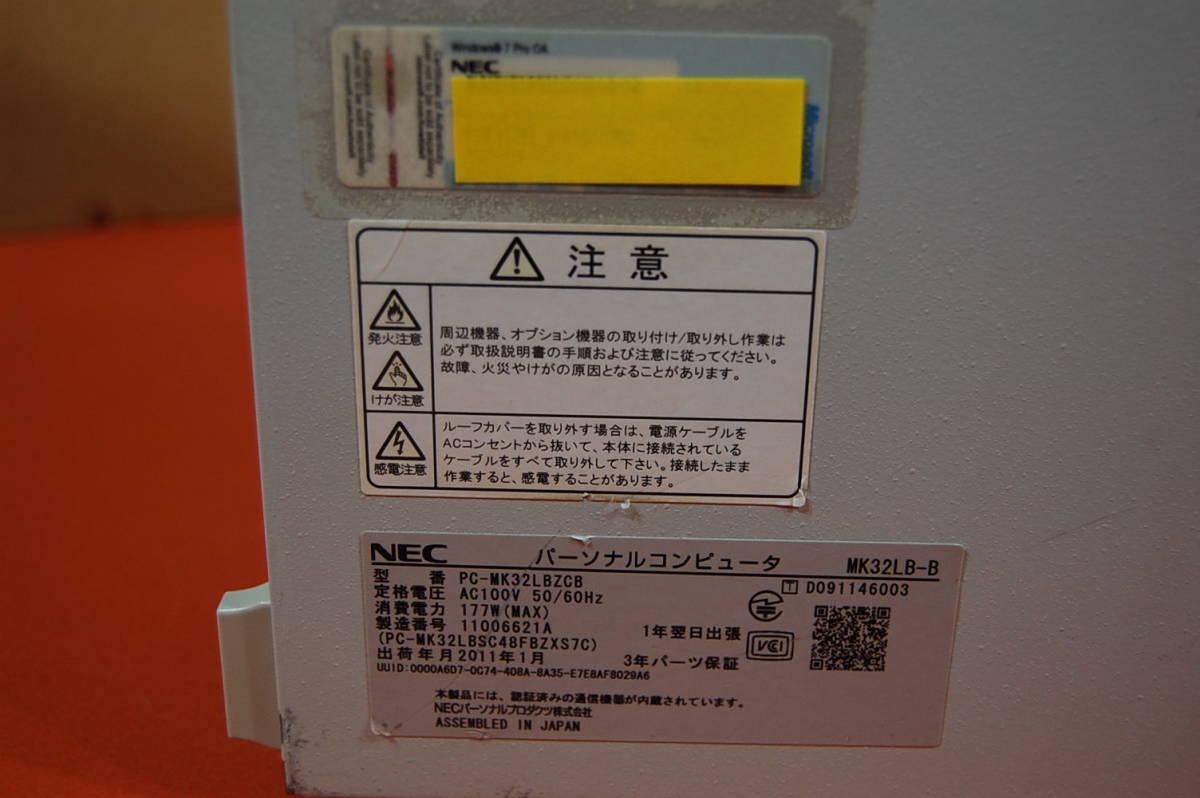 Windows® 7 Pro OA
NEC
Certificate of Authenticity
Label not to be sold separately
Microsoft
注意
発火注意
けが注意
周辺機器、オプション機器の取り付け/取り外し作業は
必ず取扱説明書の手順および注意に従ってください。
故障、火災やけがの原因となることがあります。
感電注意
ルーフカバーを取り外す場合は、電源ケーブルを
ACコンセントから抜いて、本体に接続されている
ケーブルをすべて取り外して下さい。接続したまま
作業すると、感電することがあります。
NEC パーソナルコンピュータ MK32LB-B
型番 PC-MK32LBZCB
定格電圧 AC100V 50/60Hz
消費電力 177W(MAX)
製造番号 11006621A
(PC-MK32LBSC48FBZXS7C)
出荷年月2011年1月
UUID:0000A6D7-0C74-408A-8A35-E7E8AF8029A6
T D091146003
1年翌日出張
3年パーツ保証
VCI
本製品には、認証済みの通信機器が内蔵されています。
NECパーソナルプロダクツ株式会社
ASSEMBLED IN JAPAN